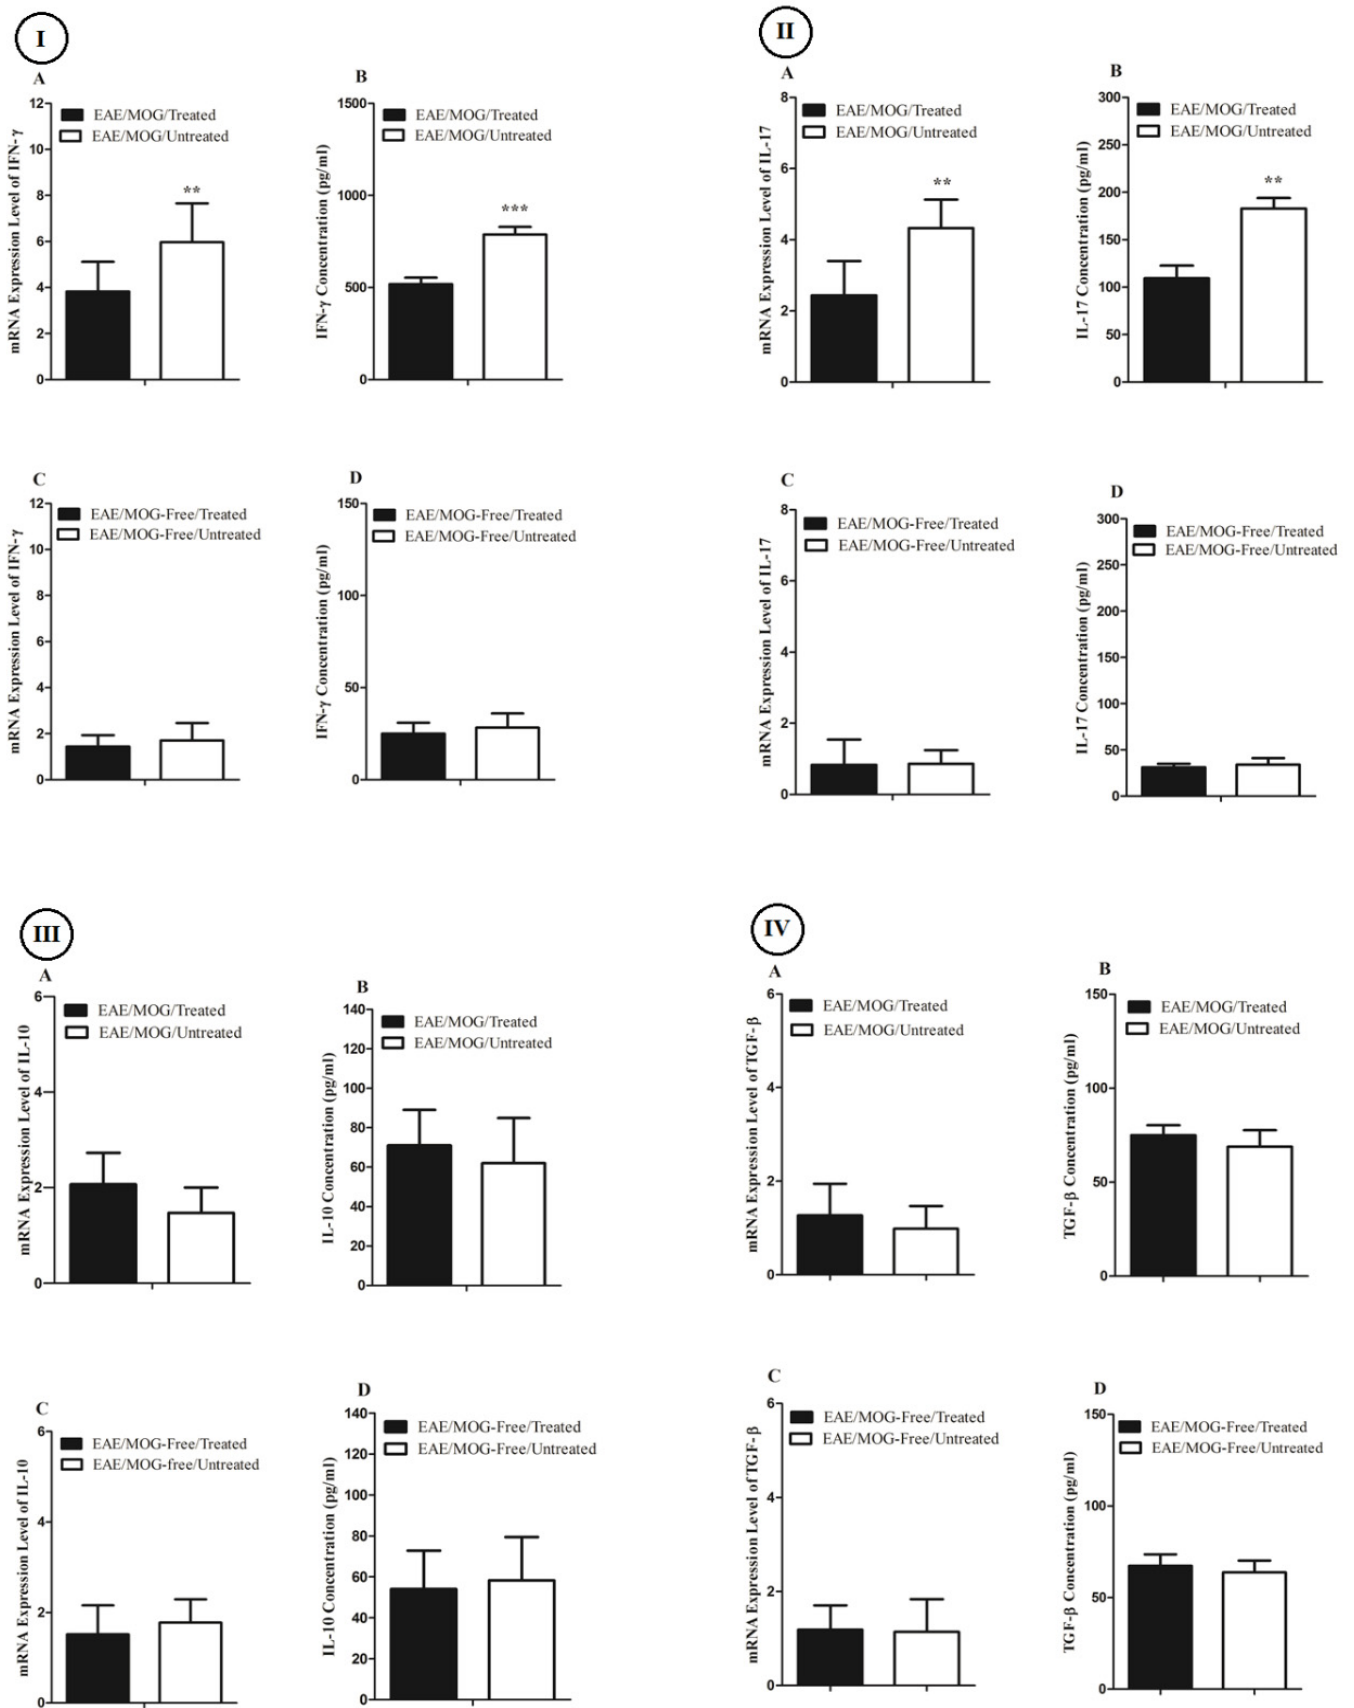 I
A
mRNA Expression Level of IFN-γ
12
10
8
6
4
2
0
EAE/MOG/Treated
EAE/MOG/Untreated
**
B
IFN-γ Concentration (pg/ml)
1500
1000
500
0
EAE/MOG/Treated
EAE/MOG/Untreated
***
C
mRNA Expression Level of IFN-γ
12
10
8
6
4
2
0
EAE/MOG-Free/Treated
EAE/MOG-Free/Untreated
D
IFN-γ Concentration (pg/ml)
150
100
50
0
EAE/MOG-Free/Treated
EAE/MOG-Free/Untreated
II
A
mRNA Expression Level of IL-17
8
6
4
2
0
EAE/MOG/Treated
EAE/MOG/Untreated
**
B
IL-17 Concentration (pg/ml)
300
250
200
150
100
50
0
EAE/MOG/Treated
EAE/MOG/Untreated
**
C
mRNA Expression Level of IL-17
8
6
4
2
0
EAE/MOG-Free/Treated
EAE/MOG-Free/Untreated
D
IL-17 Concentration (pg/ml)
300
250
200
150
100
50
0
EAE/MOG-Free/Treated
EAE/MOG-Free/Untreated
III
A
mRNA Expression Level of IL-10
6
4
2
0
EAE/MOG/Treated
EAE/MOG/Untreated
B
IL-10 Concentration (pg/ml)
140
120
100
80
60
40
20
0
EAE/MOG/Treated
EAE/MOG/Untreated
C
mRNA Expression Level of IL-10
6
4
2
0
EAE/MOG-Free/Treated
EAE/MOG-free/Untreated
D
IL-10 Concentration (pg/ml)
140
120
100
80
60
40
20
0
EAE/MOG-Free/Treated
EAE/MOG-Free/Untreated
IV
A
mRNA Expression Level of TGF-β
6
4
2
0
EAE/MOG/Treated
EAE/MOG/Untreated
B
TGF-β Concentration (pg/ml)
150
100
50
0
EAE/MOG/Treated
EAE/MOG/Untreated
C
mRNA Expression Level of TGF-β
6
4
2
0
EAE/MOG-Free/Treated
EAE/MOG-Free/Untreated
D
TGF-β Concentration (pg/ml)
150
100
50
0
EAE/MOG-Free/Treated
EAE/MOG-Free/Untreated